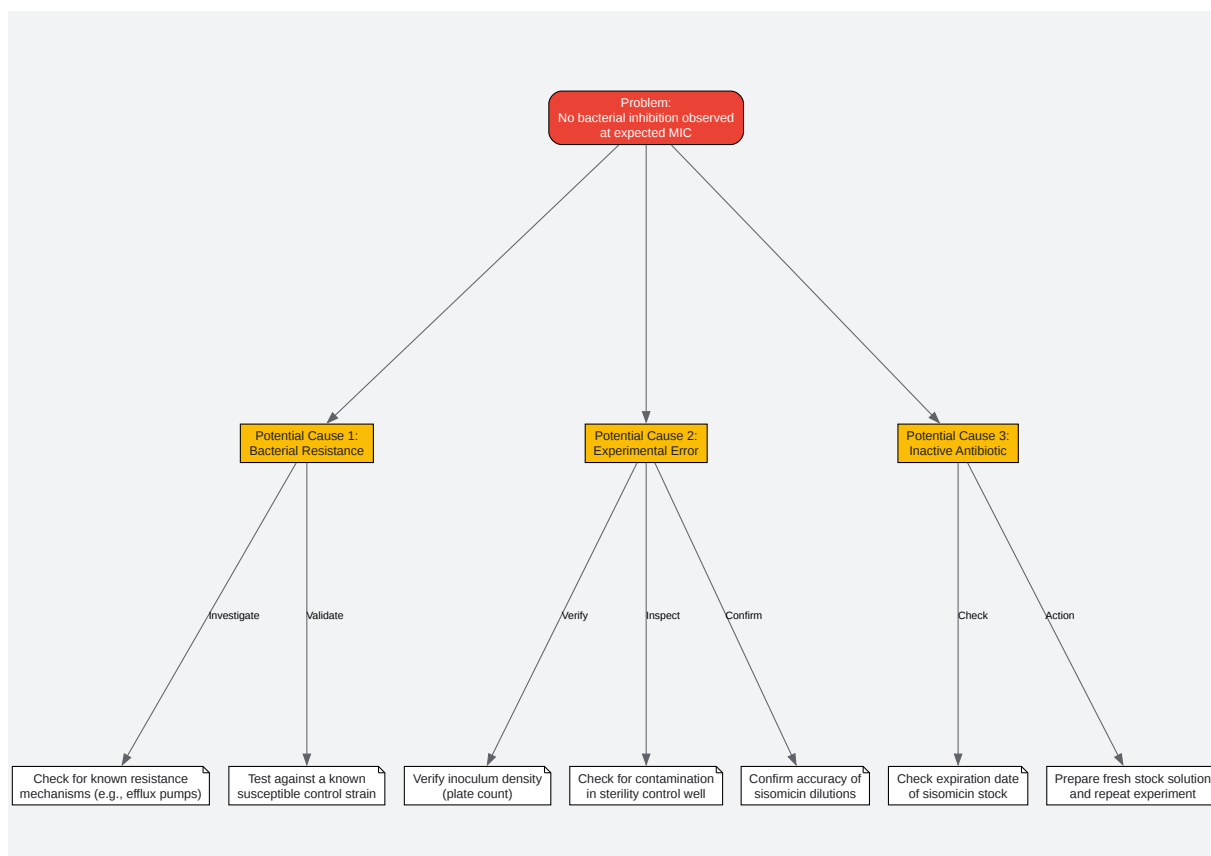 Problem:
No bacterial inhibition observed
at expected MIC
Potential Cause 1:
Bacterial Resistance
Potential Cause 2:
Experimental Error
Potential Cause 3:
Inactive Antibiotic
Investigate
Validate
Verify
Inspect
Confirm
Check
Action
Check for known resistance
mechanisms (e.g., efflux pumps)
Test against a known
susceptible control strain
Verify inoculum density
(plate count)
Check for contamination
in sterility control well
Confirm accuracy of
sisomicin dilutions
Check expiration date
of sisomicin stock
Prepare fresh stock solution
and repeat experiment